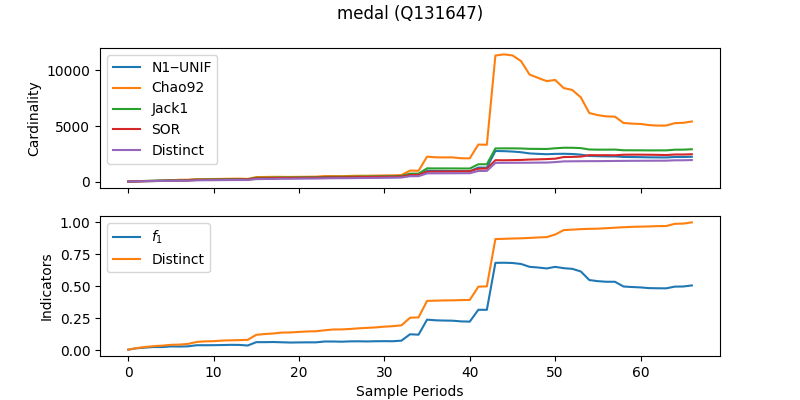 medal (Q131647)
Cardinality
10000
5000
0
N1−UNIF
Chao92
Jack1
SOR
Distinct
Indicators
1.00
0.75
0.50
0.25
0.00
f1
Distinct
0 10 20 30 40 50 60
Sample Periods